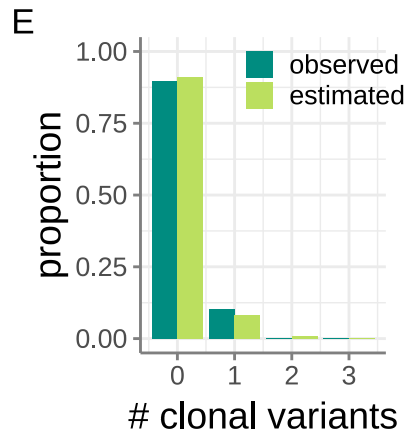 E
1.00
0.75
0.50
0.25
0.00
proportion
observed
estimated
0 1 2 3
# clonal variants